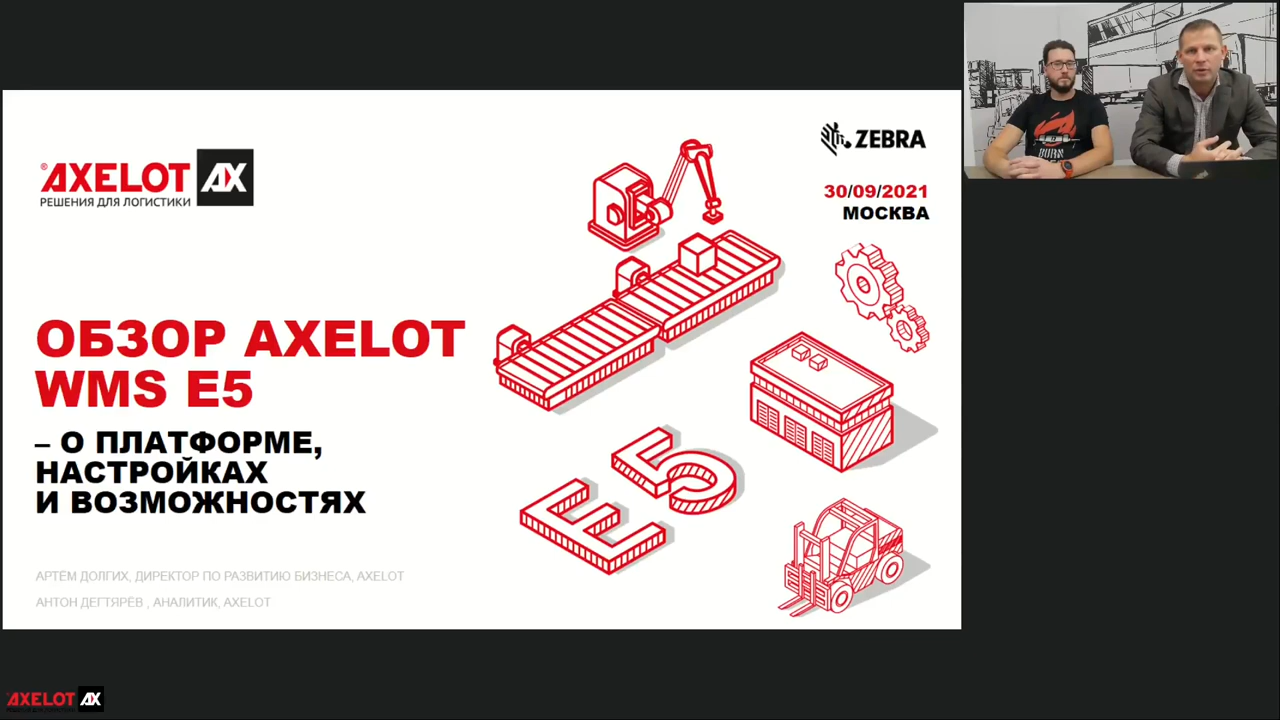 AXELOT AX
РЕШЕНИЯ ДЛЯ ЛОГИСТИКИ
ZEBRA
30/09/2021
МОСКВА
ОБЗОР AXELOT
WMS E5
– О ПЛАТФОРМЕ,
НАСТРОЙКАХ
И ВОЗМОЖНОСТЯХ
E5
АРТЁМ ДОЛГИХ, ДИРЕКТОР ПО РАЗВИТИЮ БИЗНЕСА, AXELOT
АНТОН ДЕГТЯРЁВ , АНАЛИТИК, AXELOT
BURN
AXELOT AX